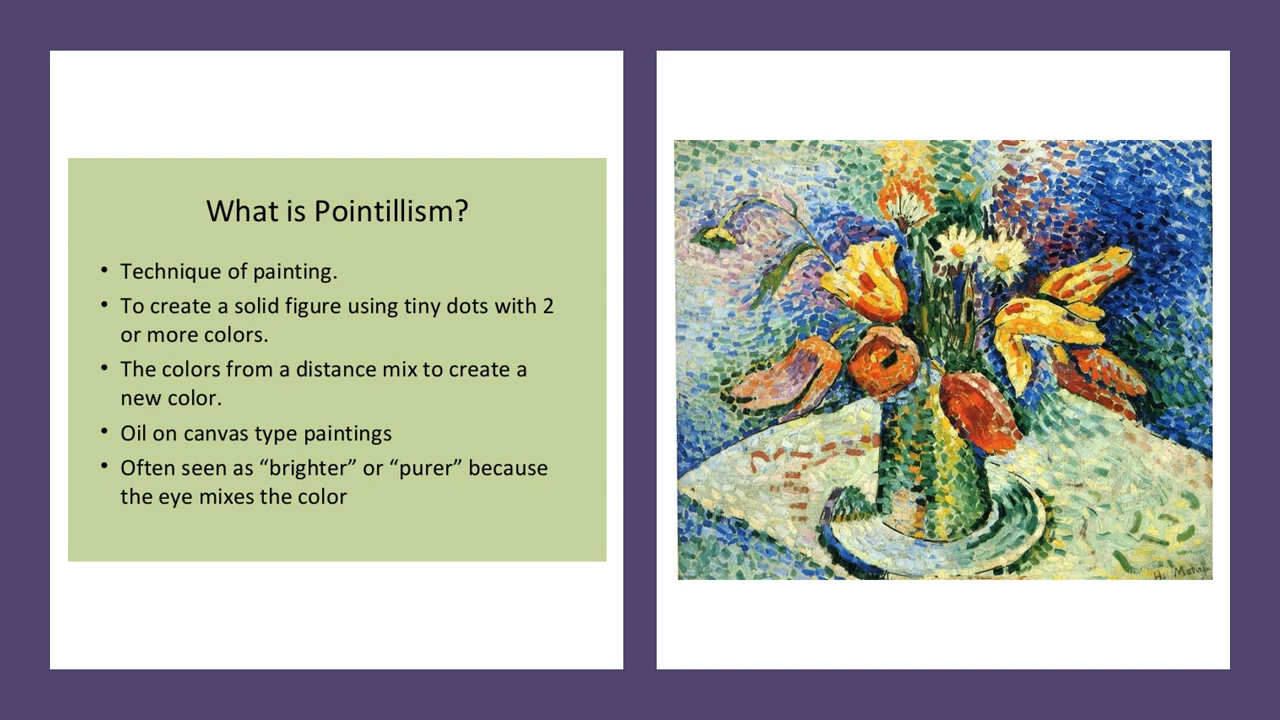 What is Pointillism?
• Technique of painting.
• To create a solid figure using tiny dots with 2
or more colors.
• The colors from a distance mix to create a
new color.
• Oil on canvas type paintings
• Often seen as “brighter” or “purer” because
the eye mixes the color